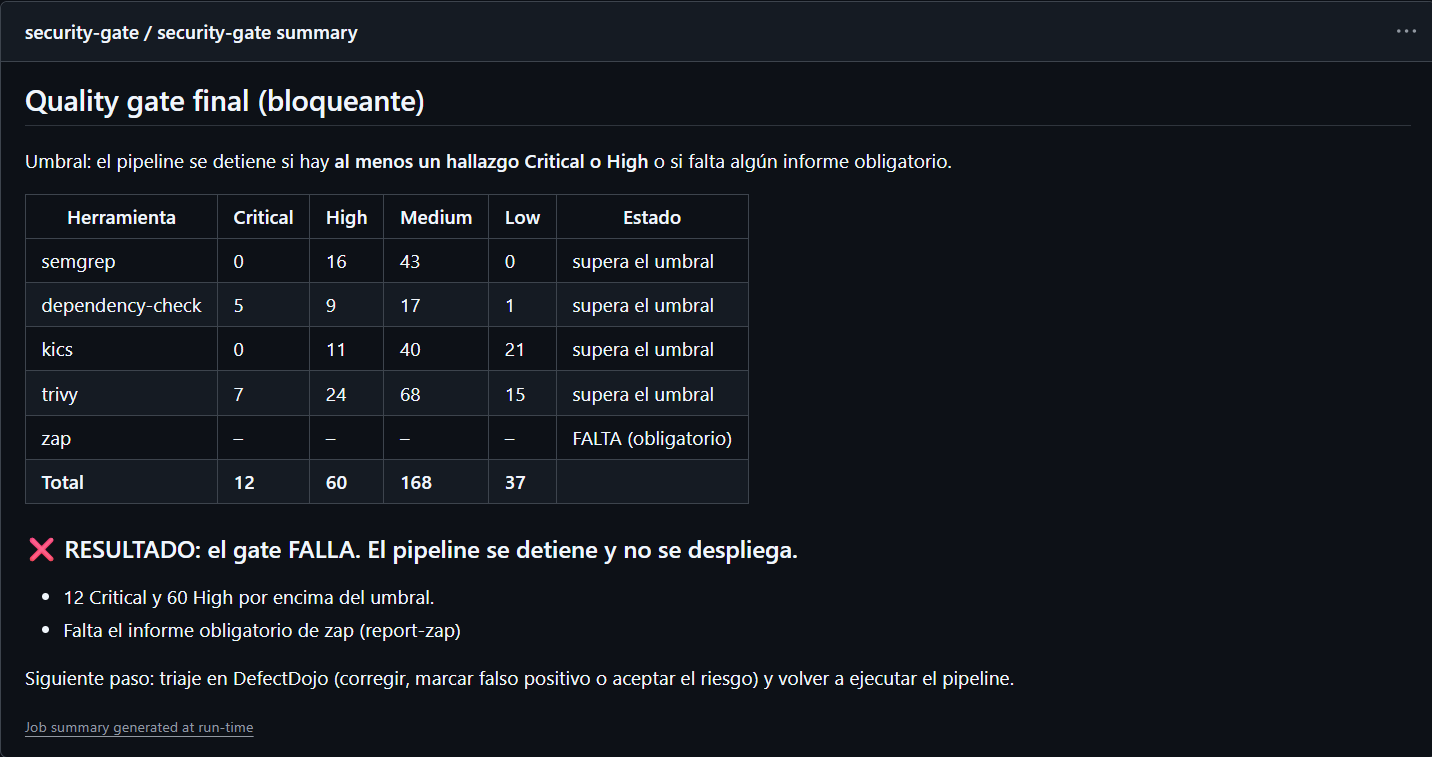 security-gate / security-gate summary
Quality gate final (bloqueante)
Umbral: el pipeline se detiene si hay al menos un hallazgo Critical o High o si falta algún informe obligatorio.
Herramienta Critical High Medium Low Estado
semgrep 0 16 43 0 supera el umbral
dependency-check 5 9 17 1 supera el umbral
kics 0 11 40 21 supera el umbral
trivy 7 24 68 15 supera el umbral
zap – – – – FALTA (obligatorio)
Total 12 60 168 37
❌ RESULTADO: el gate FALLA. El pipeline se detiene y no se despliega.
• 12 Critical y 60 High por encima del umbral.
• Falta el informe obligatorio de zap (report-zap)
Siguiente paso: triaje en DefectDojo (corregir, marcar falso positivo o aceptar el riesgo) y volver a ejecutar el pipeline.
Job summary generated at run-time